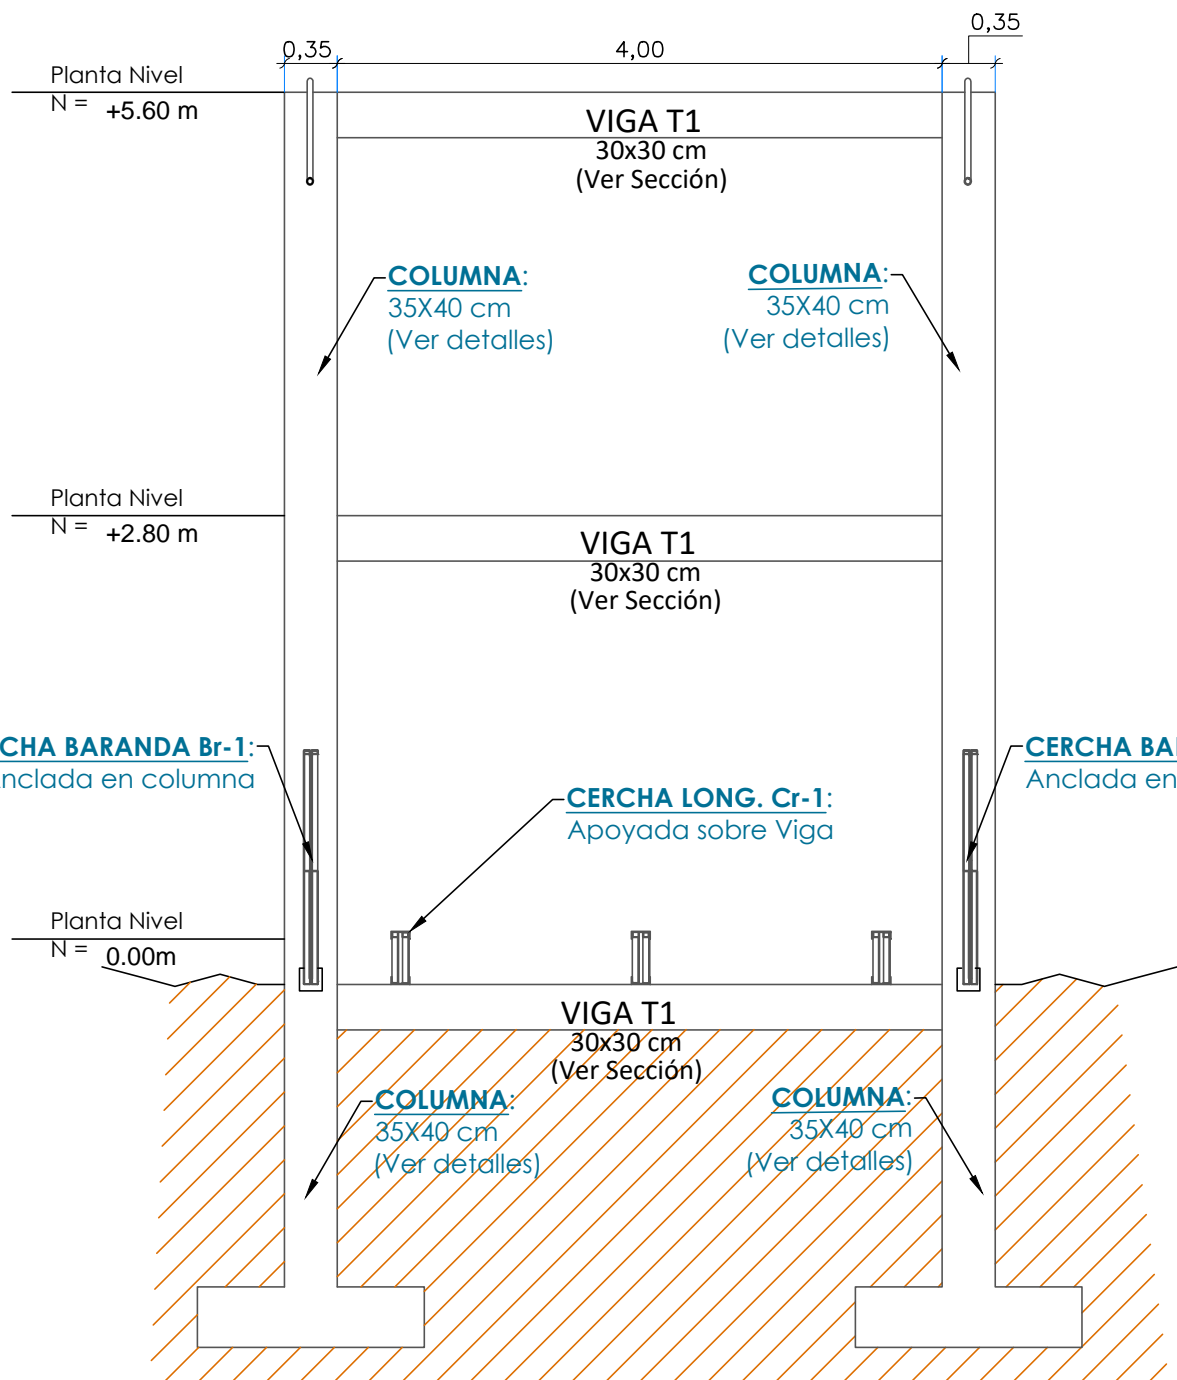 0,35
4,00
0,35
Planta Nivel
N = +5.60 m
VIGA T1
30x30 cm
(Ver Sección)
COLUMNA:
35X40 cm
(Ver detalles)
COLUMNA:
35X40 cm
(Ver detalles)
Planta Nivel
N = +2.80 m
VIGA T1
30x30 cm
(Ver Sección)
CHA BARANDA Br-1:
nclada en columna
CERCHA BAR
Anclada en
CERCHA LONG. Cr-1:
Apoyada sobre Viga
Planta Nivel
N = 0.00m
VIGA T1
30x30 cm
(Ver Sección)
COLUMNA:
35X40 cm
(Ver detalles)
COLUMNA:
35X40 cm
(Ver detalles)